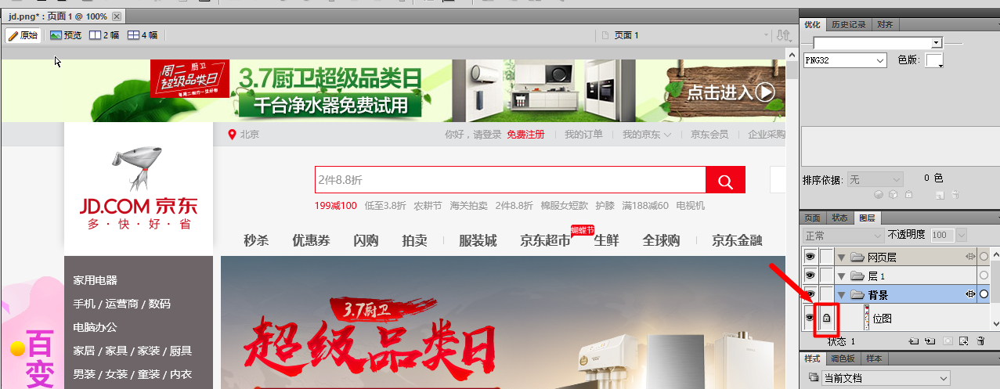 jd.png* : 页面 1 @ 100%
原始 预览 2 幅 4 幅 页面 1
周二 厨卫
超级品类日
每周二相约一生好物
3.7厨卫超级品类日
千台净水器免费试用
点击进入
北京 你好，请登录 免费注册 我的订单 我的京东 京东会员 企业采购
JD.COM 京东
多·快·好·省
2件8.8折
199减100 低至3.8折 农耕节 海关拍卖 2件8.8折 棉服女短款 护膝 满188减60 电视机
蝴蝶节
秒杀 优惠券 闪购 拍卖 服装城 京东超市 生鲜 全球购 京东金融
家用电器
手机 / 运营商 / 数码
电脑办公
家居 / 家具 / 家装 / 厨具
男装 / 女装 / 童装 / 内衣
百
变
3.7厨卫
超级品类日
优化 历史记录 对齐
PNG32 色版:
排序依据: 无 0 色
页面 状态 图层
正常 不透明度 100
网页层
层 1
背景
位图
状态 1
样式 调色板 样本
当前文档